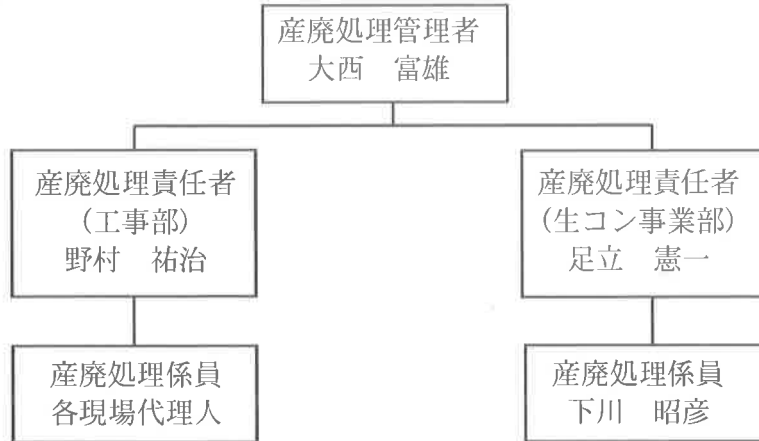 産廃処理管理者
大西　富雄
産廃処理責任者
(工事部)
野村　祐治
産廃処理責任者
(生コン事業部)
足立　憲一
産廃処理係員
各現場代理人
産廃処理係員
下川　昭彦